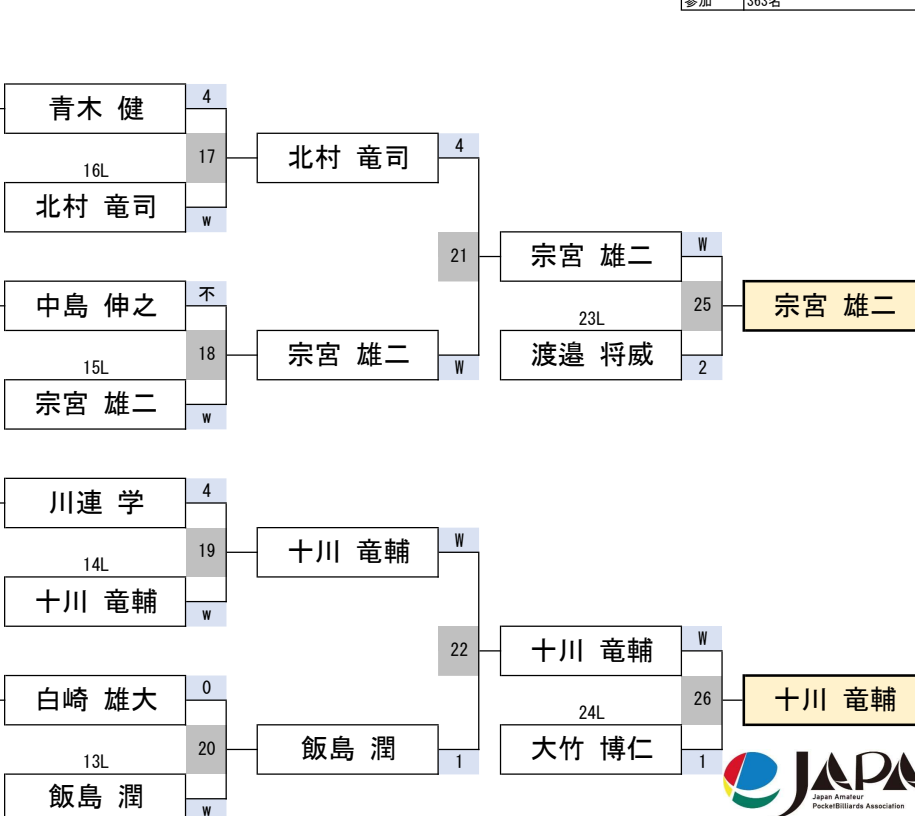 参加 363名
青木 健 4
17
16L
北村 竜司 W
北村 竜司 4
中島 伸之 不
18
15L
宗宮 雄二 W
宗宮 雄二 W
21
宗宮 雄二 W
25
23L
渡邉 将威 2
宗宮 雄二
川連 学 4
19
14L
十川 竜輔 W
十川 竜輔 W
白崎 雄大 0
20
13L
飯島 潤 W
飯島 潤 1
22
十川 竜輔 W
26
24L
大竹 博仁 1
十川 竜輔
JAPA
Japan Amateur
PocketBilliards Association